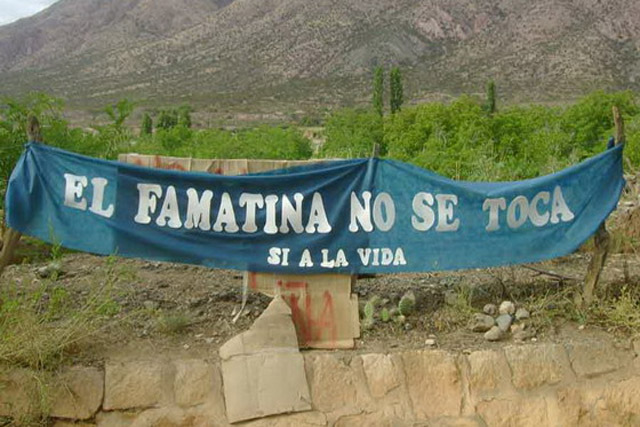 EL FAMATINA NO SE TOCA
SI A LA VIDA